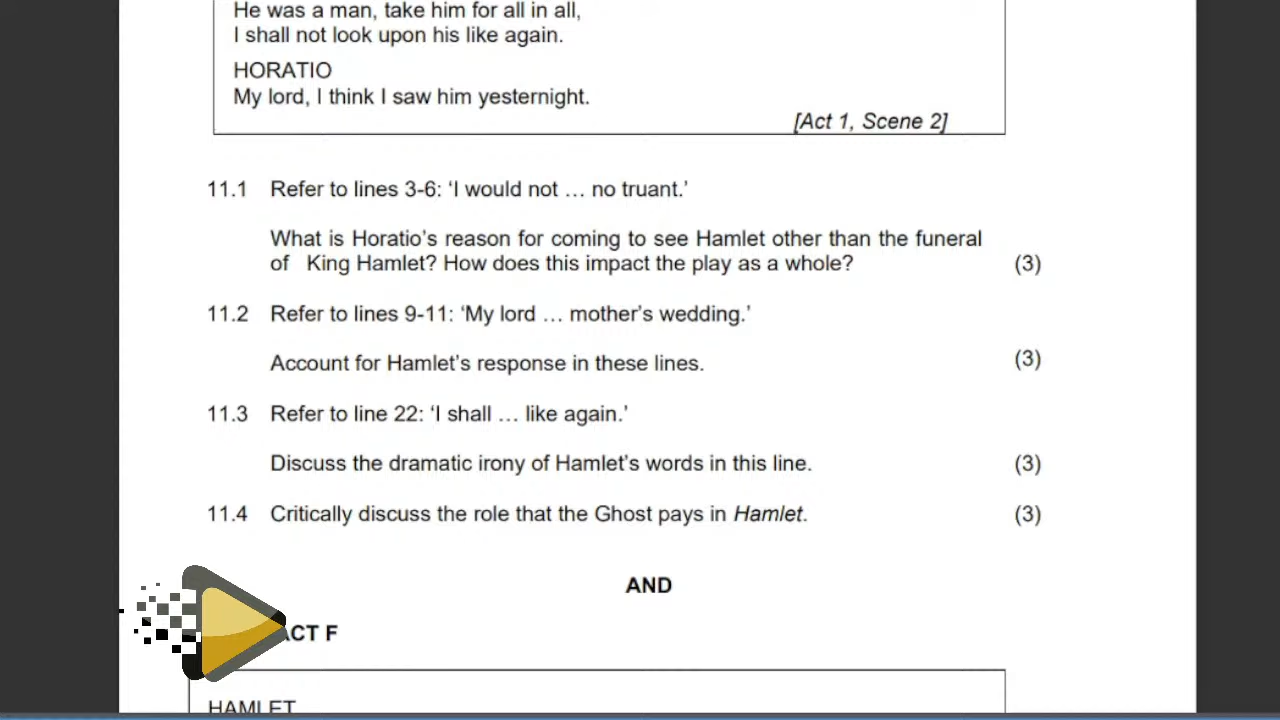 He was a man, take him for all in all,
I shall not look upon his like again.
HORATIO
My lord, I think I saw him yesternight.
[Act 1, Scene 2]
11.1 Refer to lines 3-6: ‘I would not … no truant.’
What is Horatio’s reason for coming to see Hamlet other than the funeral
of King Hamlet? How does this impact the play as a whole? (3)
11.2 Refer to lines 9-11: ‘My lord … mother’s wedding.’
Account for Hamlet’s response in these lines. (3)
11.3 Refer to line 22: ‘I shall … like again.’
Discuss the dramatic irony of Hamlet’s words in this line. (3)
11.4 Critically discuss the role that the Ghost pays in Hamlet. (3)
AND
ACT F
HAMLET